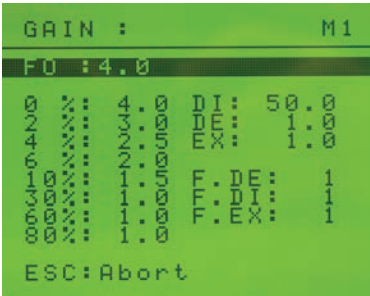 GAIN : M1
FO :4.0
0 %: 4.0 DI: 50.0
2 %: 3.0 DE: 1.0
4 %: 2.5 EX: 1.0
6 %: 2.0
10%: 1.5 F.DE: 1
30%: 1.0 F.DI: 1
60%: 1.0 F.EX: 1
80%: 1.0
ESC:Abort